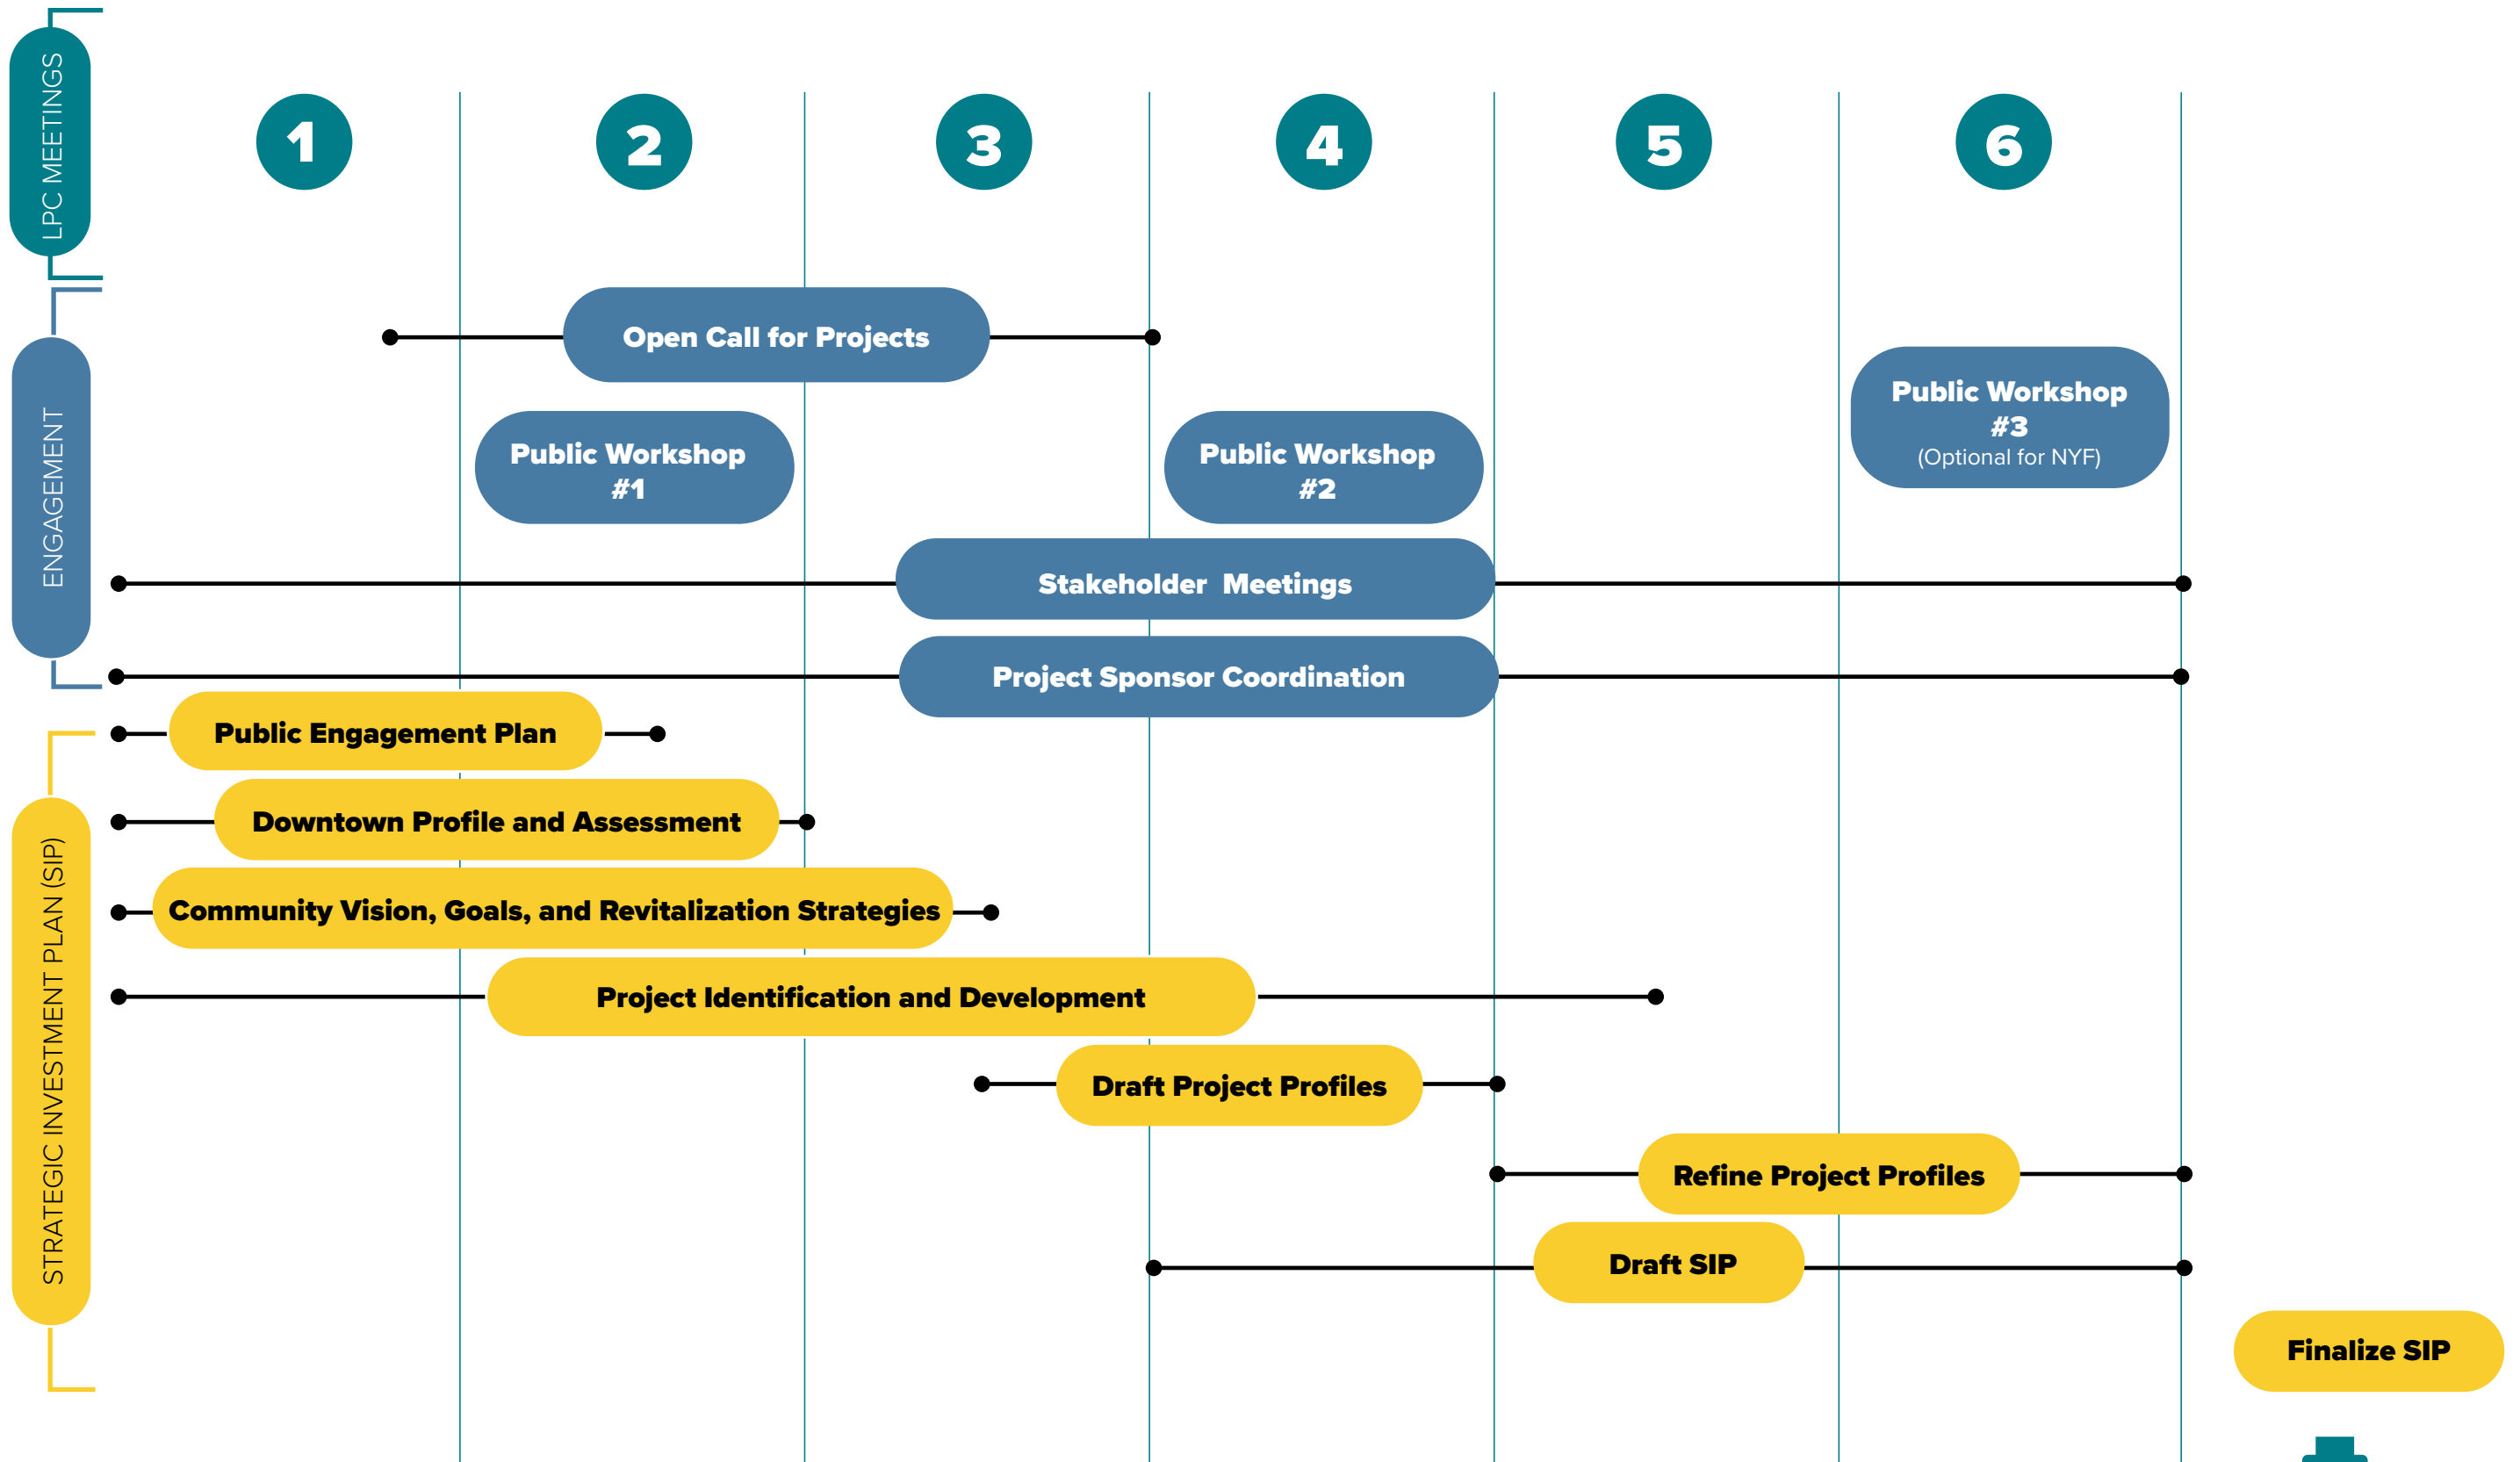 LPC MEETINGS
1 2 3 4 5 6
ENGAGEMENT
Open Call for Projects
Public Workshop
#1
Public Workshop
#2
Public Workshop
#3
(Optional for NYF)
Stakeholder Meetings
Project Sponsor Coordination
STRATEGIC INVESTMENT PLAN (SIP)
Public Engagement Plan
Downtown Profile and Assessment
Community Vision, Goals, and Revitalization Strategies
Project Identification and Development
Draft Project Profiles
Refine Project Profiles
Draft SIP
Finalize SIP